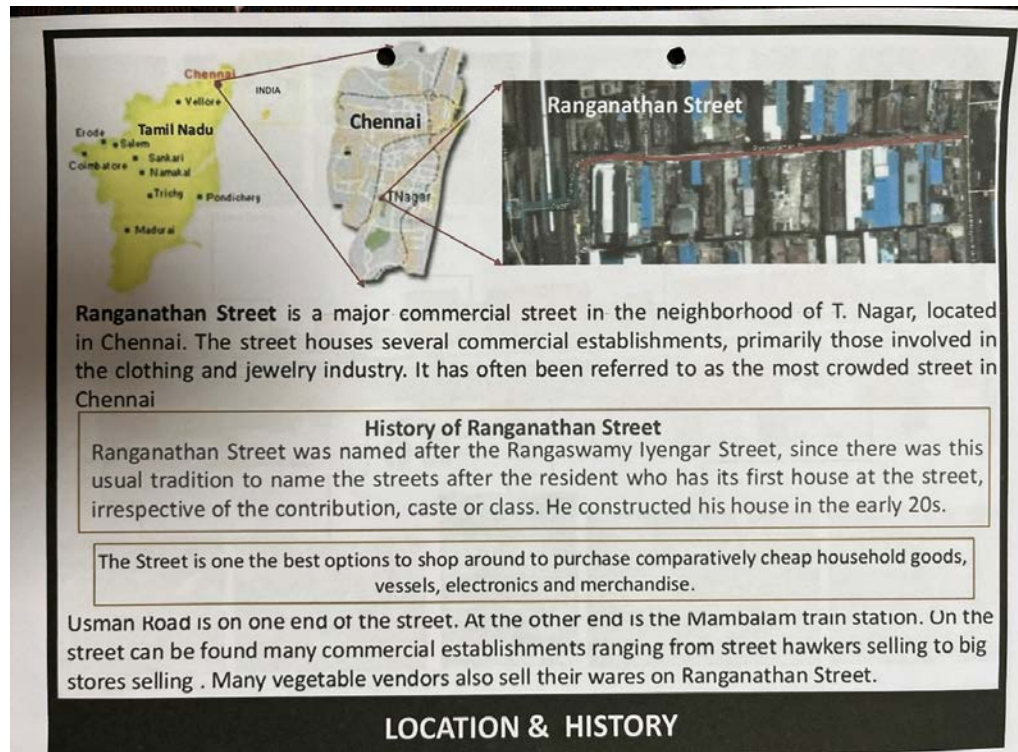 Chennai
INDIA
Vellore
Tamil Nadu
Erode
Salem
Coimbatore
Sankari
Namakal
Trichy
Pondichery
Madurai
Chennai
TNagar
Ranganathan Street
Ranganathan Street is a major commercial street in the neighborhood of T. Nagar, located
in Chennai. The street houses several commercial establishments, primarily those involved in
the clothing and jewelry industry. It has often been referred to as the most crowded street in
Chennai
History of Ranganathan Street
Ranganathan Street was named after the Rangaswamy Iyengar Street, since there was this
usual tradition to name the streets after the resident who has its first house at the street,
irrespective of the contribution, caste or class. He constructed his house in the early 20s.
The Street is one the best options to shop around to purchase comparatively cheap household goods,
vessels, electronics and merchandise.
Usman Road is on one end of the street. At the other end is the Mambalam train station. On the
street can be found many commercial establishments ranging from street hawkers selling to big
stores selling . Many vegetable vendors also sell their wares on Ranganathan Street.
LOCATION & HISTORY